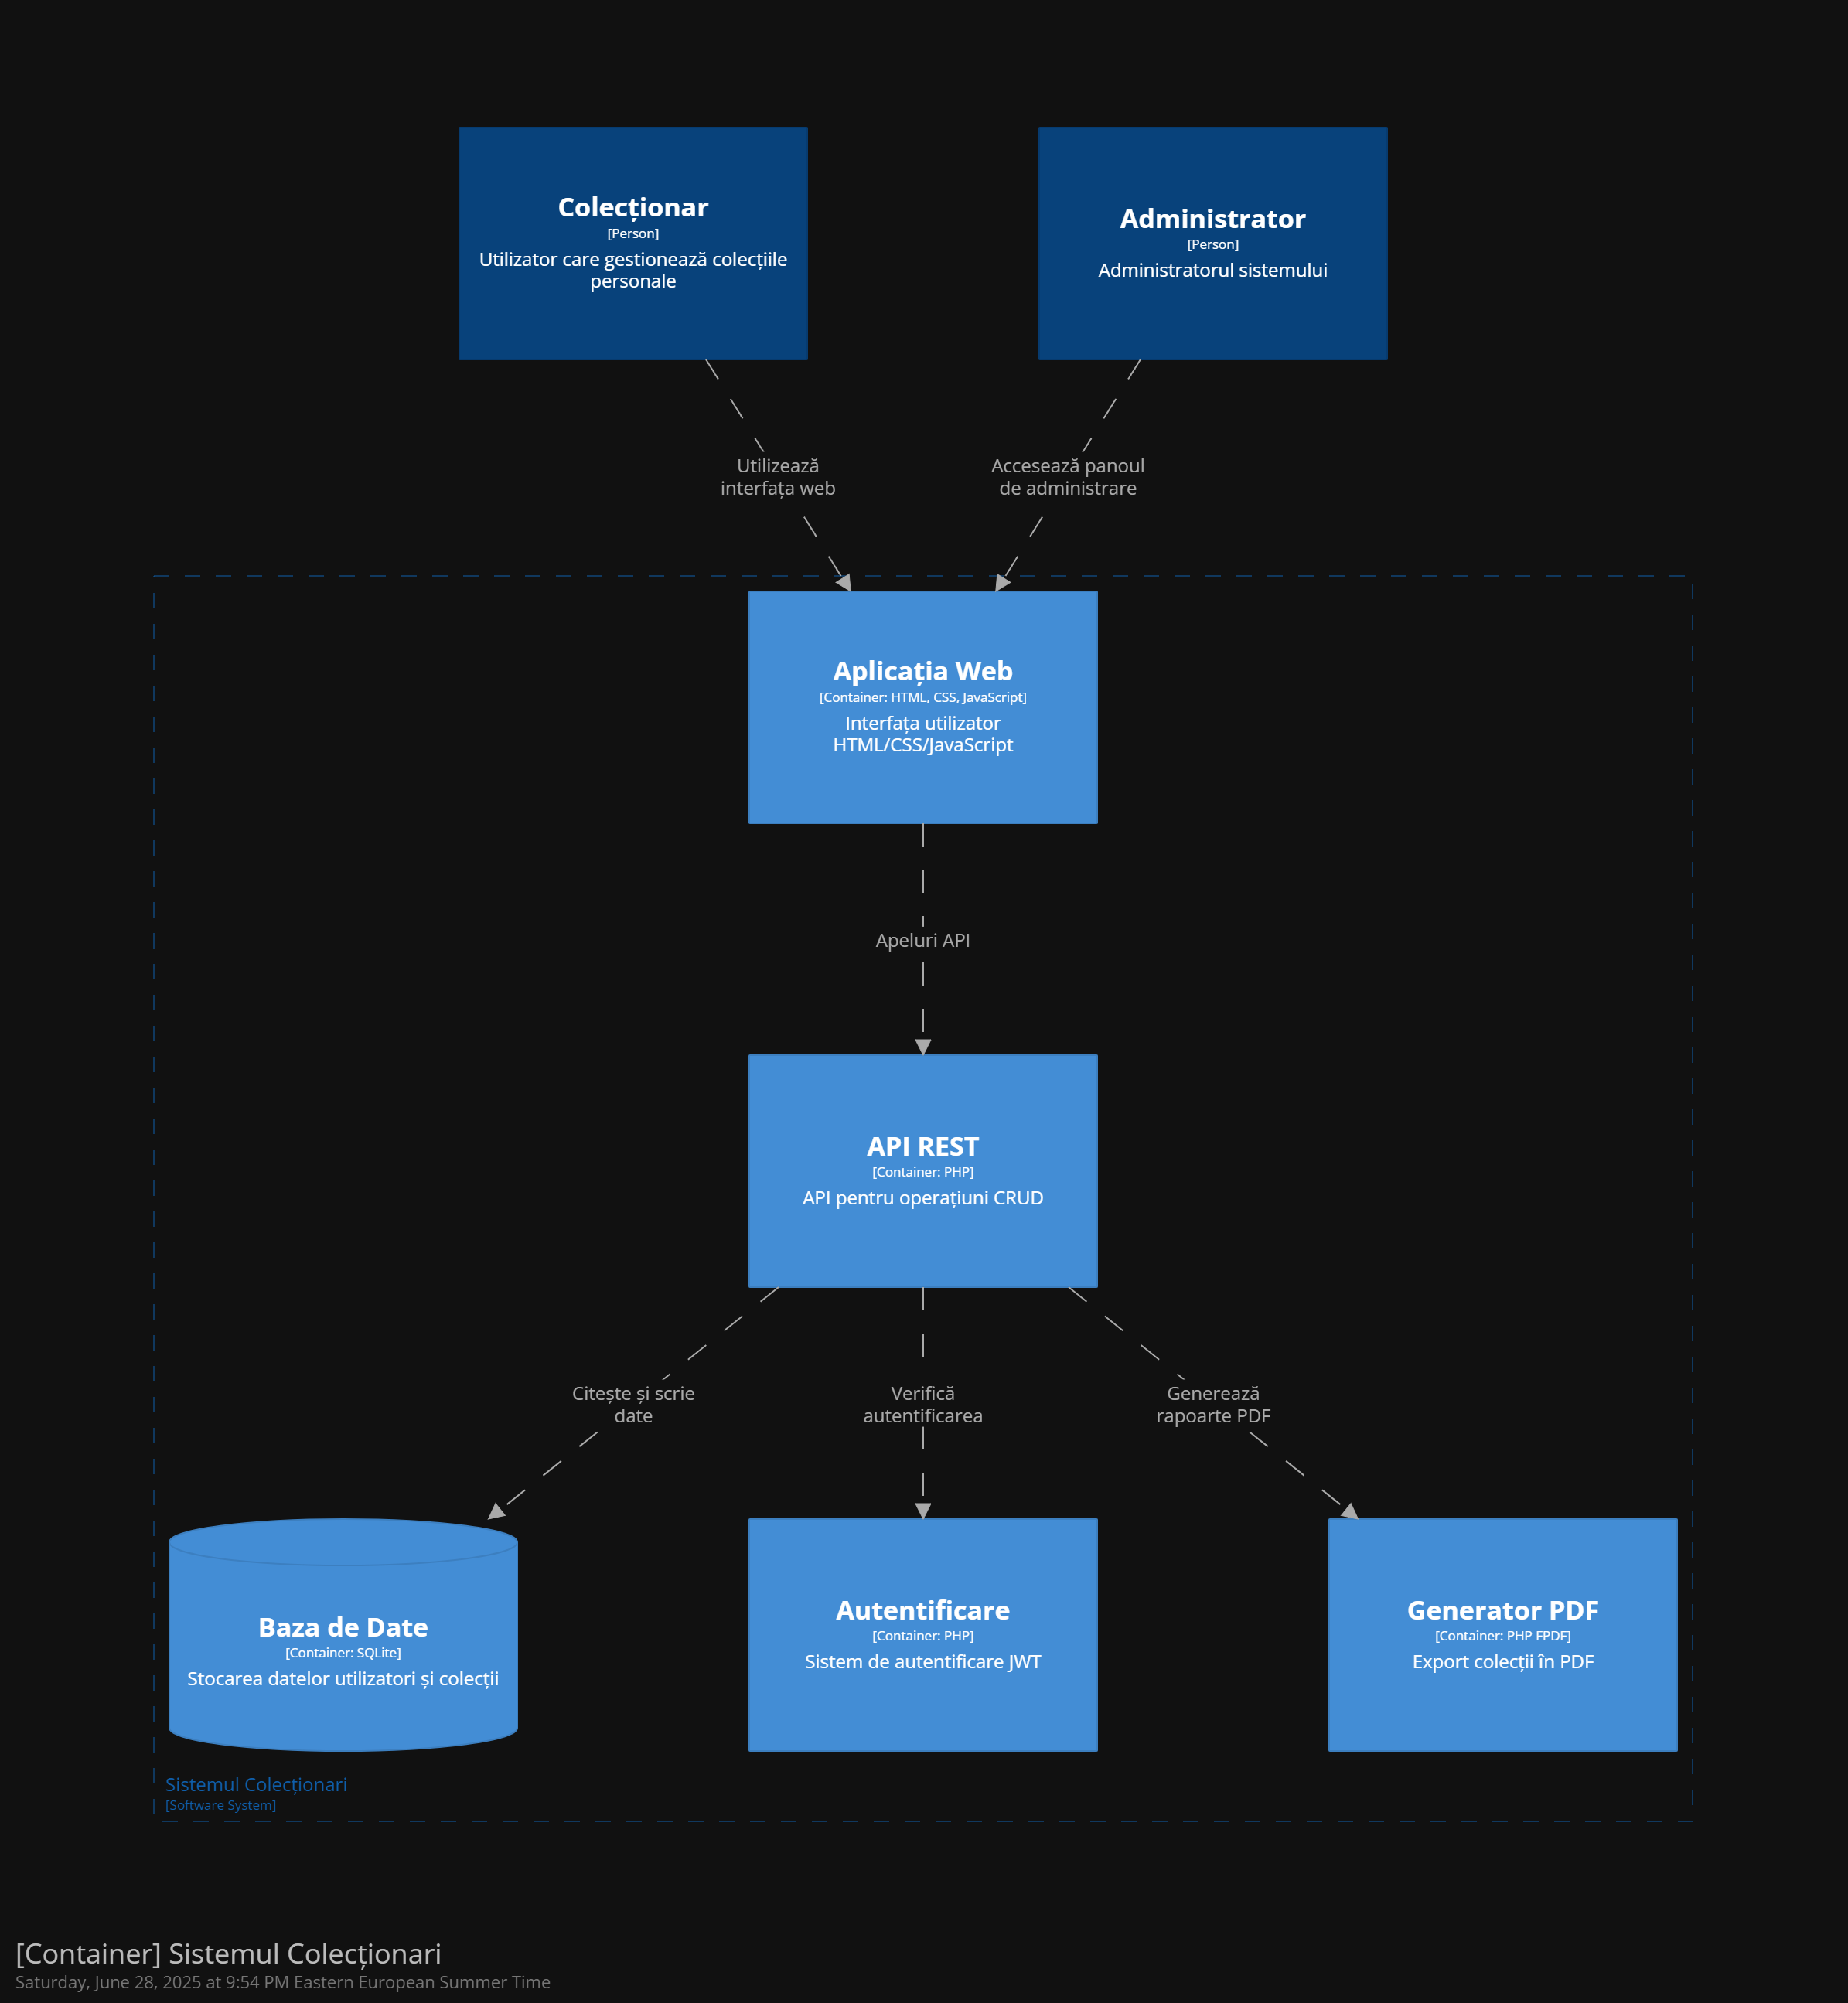 Colecționar
[Person]
Utilizator care gestionează colecțiile
personale
Administrator
[Person]
Administratorul sistemului
Utilizează
interfața web
Accesează panoul
de administrare
Aplicația Web
[Container: HTML, CSS, JavaScript]
Interfața utilizator
HTML/CSS/JavaScript
Apeluri API
API REST
[Container: PHP]
API pentru operațiuni CRUD
Citește și scrie
date
Verifică
autentificarea
Generează
rapoarte PDF
Baza de Date
[Container: SQLite]
Stocarea datelor utilizatori și colecții
Autentificare
[Container: PHP]
Sistem de autentificare JWT
Generator PDF
[Container: PHP FPDF]
Export colecții în PDF
Sistemul Colecționari
[Software System]
[Container] Sistemul Colecționari
Saturday, June 28, 2025 at 9:54 PM Eastern European Summer Time